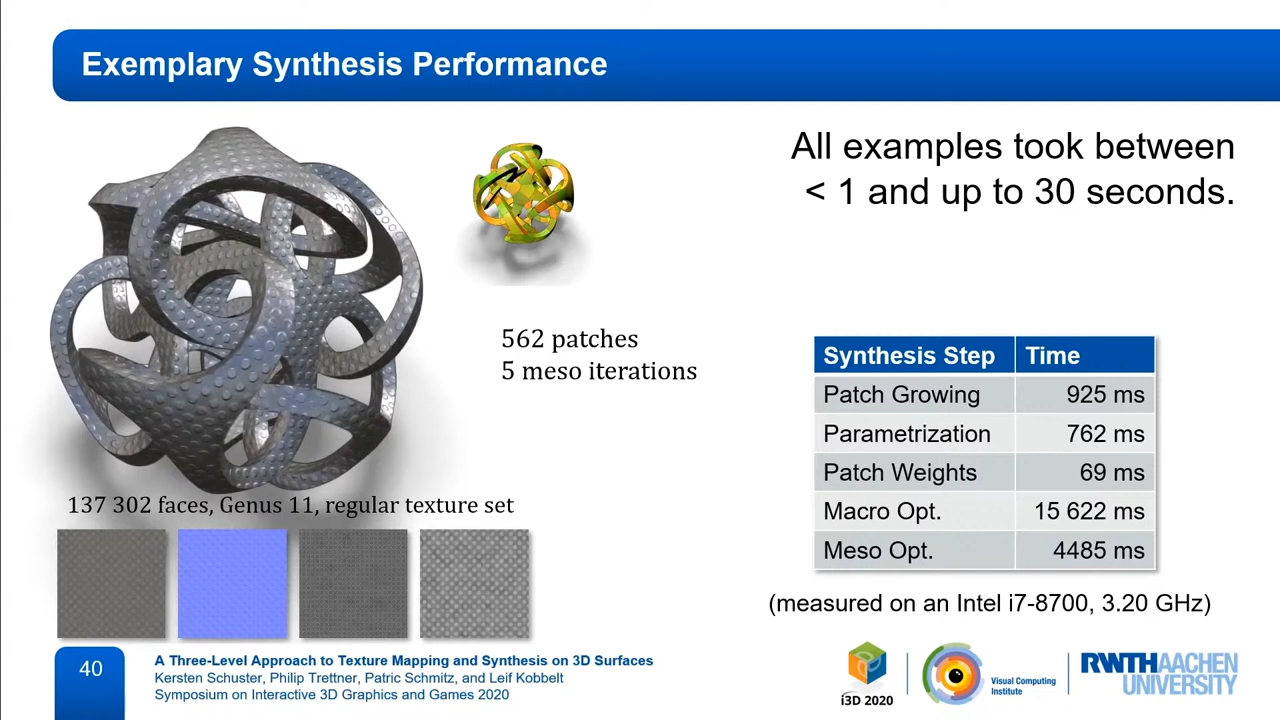 Exemplary Synthesis Performance
All examples took between
< 1 and up to 30 seconds.
562 patches
5 meso iterations
137 302 faces, Genus 11, regular texture set
Synthesis Step Time
Patch Growing 925 ms
Parametrization 762 ms
Patch Weights 69 ms
Macro Opt. 15 622 ms
Meso Opt. 4485 ms
(measured on an Intel i7-8700, 3.20 GHz)
40
A Three-Level Approach to Texture Mapping and Synthesis on 3D Surfaces
Kersten Schuster, Philip Trettner, Patric Schmitz, and Leif Kobbelt
Symposium on Interactive 3D Graphics and Games 2020
i3D 2020
Visual Computing
Institute
RWTH AACHEN
UNIVERSITY